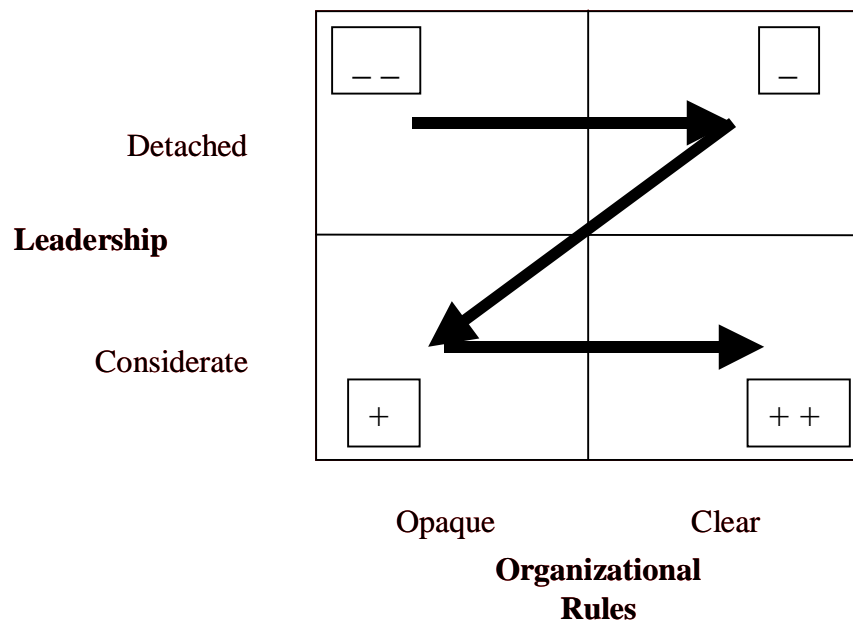 – –
–
Detached
Leadership
Considerate
+
+ +
Opaque
Clear
Organizational
Rules